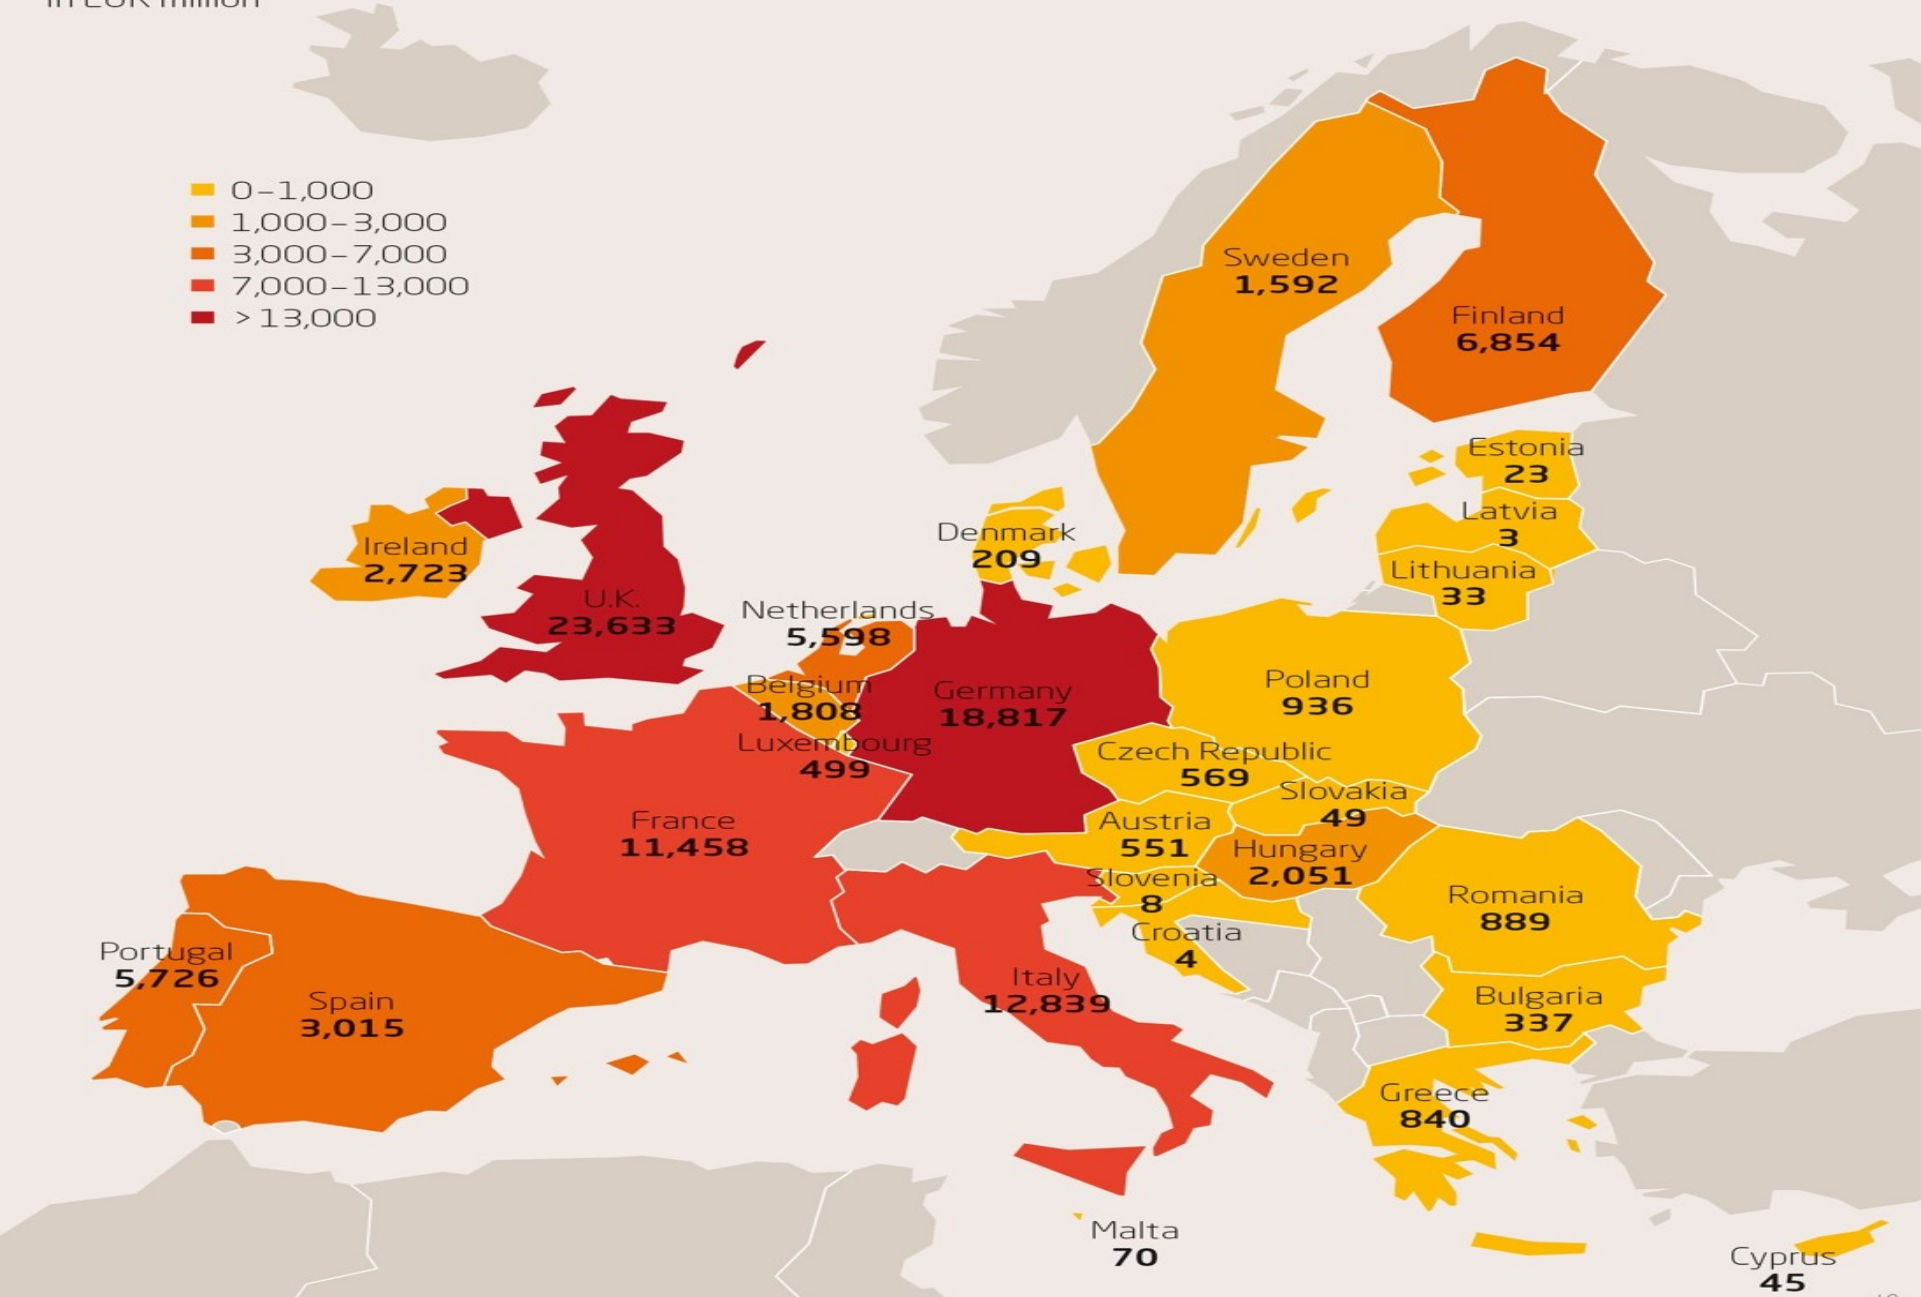 in EUR million
0–1,000
1,000–3,000
3,000–7,000
7,000–13,000
> 13,000
Sweden
1,592
Finland
6,854
Estonia
23
Latvia
3
Lithuania
33
Denmark
209
Ireland
2,723
U.K.
23,633
Netherlands
5,598
Belgium
1,808
Luxembourg
499
Germany
18,817
Poland
936
Czech Republic
569
Slovakia
49
Austria
551
Hungary
2,051
Slovenia
8
Croatia
4
France
11,458
Romania
889
Bulgaria
337
Italy
12,839
Portugal
5,726
Spain
3,015
Greece
840
Malta
70
Cyprus
45